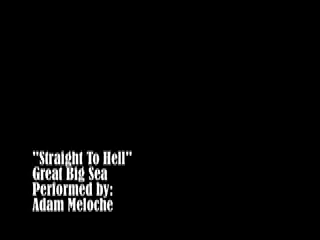 "Straight To Hell"
Great Big Sea
Performed by:
Adam Meloche